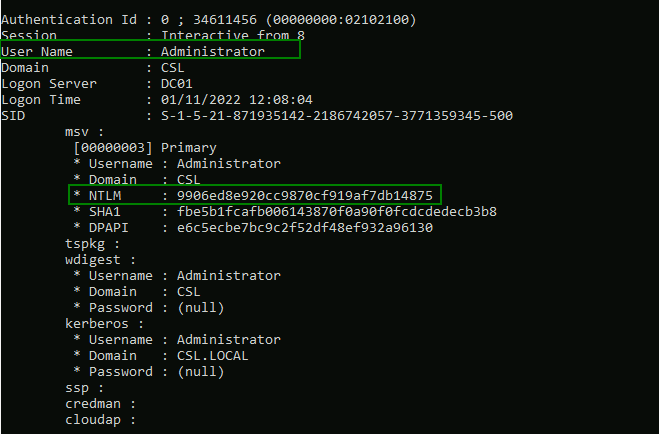 Authentication Id : 0 ; 34611456 (00000000:02102100)
Session           : Interactive from 8
User Name         : Administrator
Domain            : CSL
Logon Server      : DC01
Logon Time        : 01/11/2022 12:08:04
SID               : S-1-5-21-871935142-2186742057-3771359345-500
        msv :
         [00000003] Primary
         * Username : Administrator
         * Domain   : CSL
         * NTLM     : 9906ed8e920cc9870cf919af7db14875
         * SHA1     : fbe5b1fcafb006143870f0a90f0fcdcdedecb3b8
         * DPAPI    : e6c5ecbe7bc9c2f52df48ef932a96130
        tspkg :
        wdigest :
         * Username : Administrator
         * Domain   : CSL
         * Password : (null)
        kerberos :
         * Username : Administrator
         * Domain   : CSL.LOCAL
         * Password : (null)
        ssp :
        credman :
        cloudap :